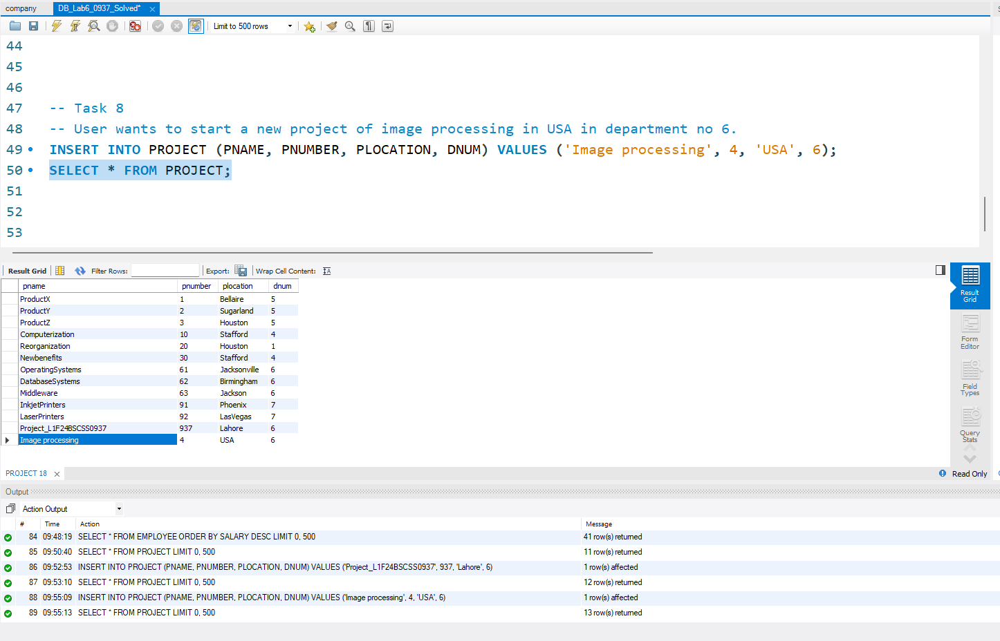 company DB_Lab6_0937_Solved*
Limit to 500 rows
44
45
46
47 -- Task 8
48 -- User wants to start a new project of image processing in USA in department no 6.
49 INSERT INTO PROJECT (PNAME, PNUMBER, PLOCATION, DNUM) VALUES ('Image processing', 4, 'USA', 6);
50 SELECT * FROM PROJECT;
51
52
53
Result Grid Filter Rows: Export: Wrap Cell Content:
pname pnumber plocation dnum
ProductX 1 Bellaire 5
ProductY 2 Sugarland 5
ProductZ 3 Houston 5
Computerization 10 Stafford 4
Reorganization 20 Houston 1
Newbenefits 30 Stafford 4
OperatingSystems 61 Jacksonville 6
DatabaseSystems 62 Birmingham 6
Middleware 63 Jackson 6
InkjetPrinters 91 Phoenix 7
LaserPrinters 92 LasVegas 7
Project_L1F24BSCSS0937 937 Lahore 6
Image processing 4 USA 6
Result
Grid
Form
Editor
Field
Types
Query
Stats
PROJECT 18 Read Only
Output
Action Output
# Time Action Message
84 09:48:19 SELECT * FROM EMPLOYEE ORDER BY SALARY DESC LIMIT 0, 500 41 row(s) returned
85 09:50:40 SELECT * FROM PROJECT LIMIT 0, 500 11 row(s) returned
86 09:52:53 INSERT INTO PROJECT (PNAME, PNUMBER, PLOCATION, DNUM) VALUES ('Project_L1F24BSCSS0937', 937, 'Lahore', 6) 1 row(s) affected
87 09:53:10 SELECT * FROM PROJECT LIMIT 0, 500 12 row(s) returned
88 09:55:09 INSERT INTO PROJECT (PNAME, PNUMBER, PLOCATION, DNUM) VALUES ('Image processing', 4, 'USA', 6) 1 row(s) affected
89 09:55:13 SELECT * FROM PROJECT LIMIT 0, 500 13 row(s) returned